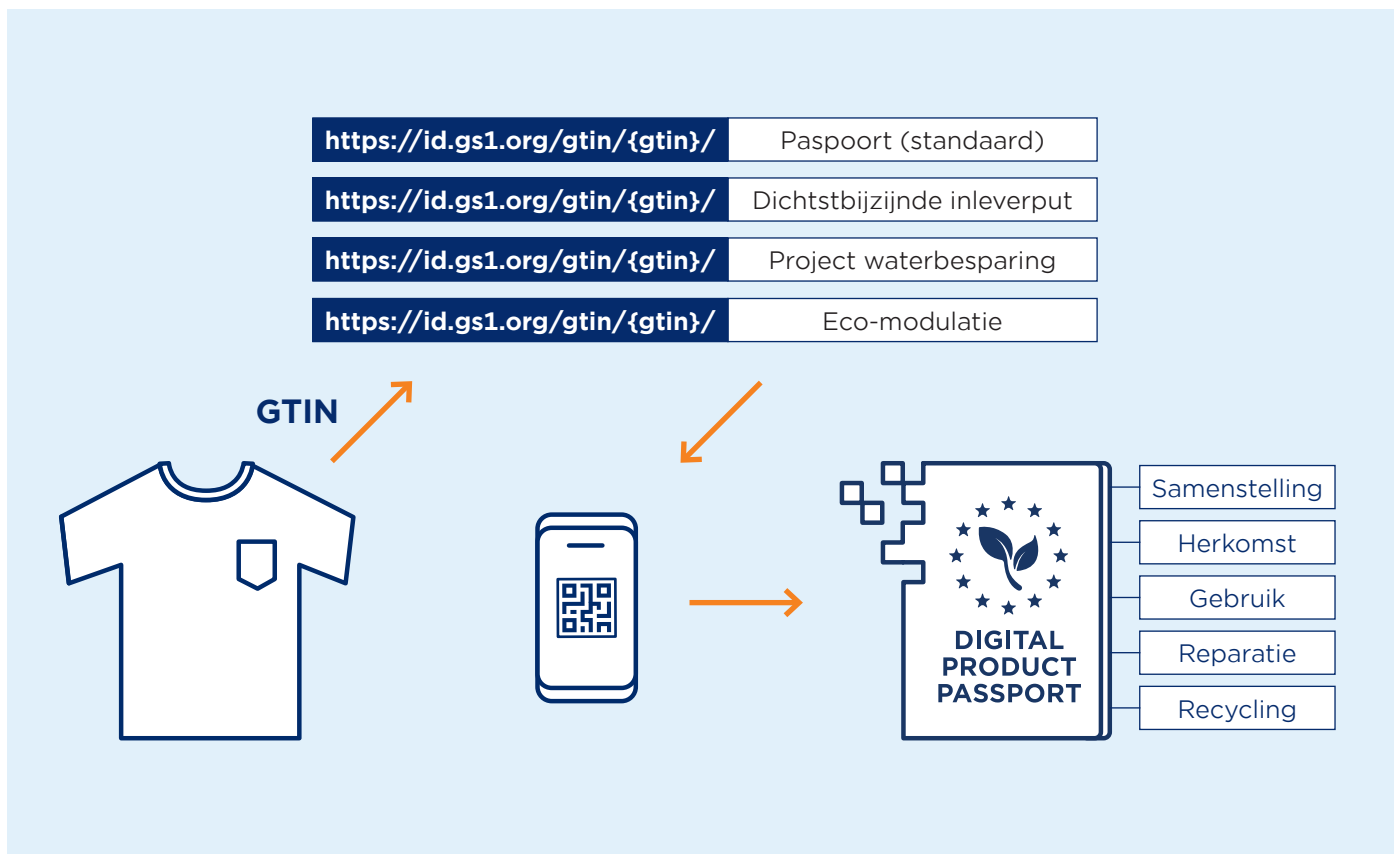 https://id.gs1.org/gtin/{gtin}/ Paspoort (standaard)
https://id.gs1.org/gtin/{gtin}/ Dichtstbijzijnde inleverput
https://id.gs1.org/gtin/{gtin}/ Project waterbesparing
https://id.gs1.org/gtin/{gtin}/ Eco-modulatie
GTIN
DIGITAL
PRODUCT
PASSPORT
Samenstelling
Herkomst
Gebruik
Reparatie
Recycling